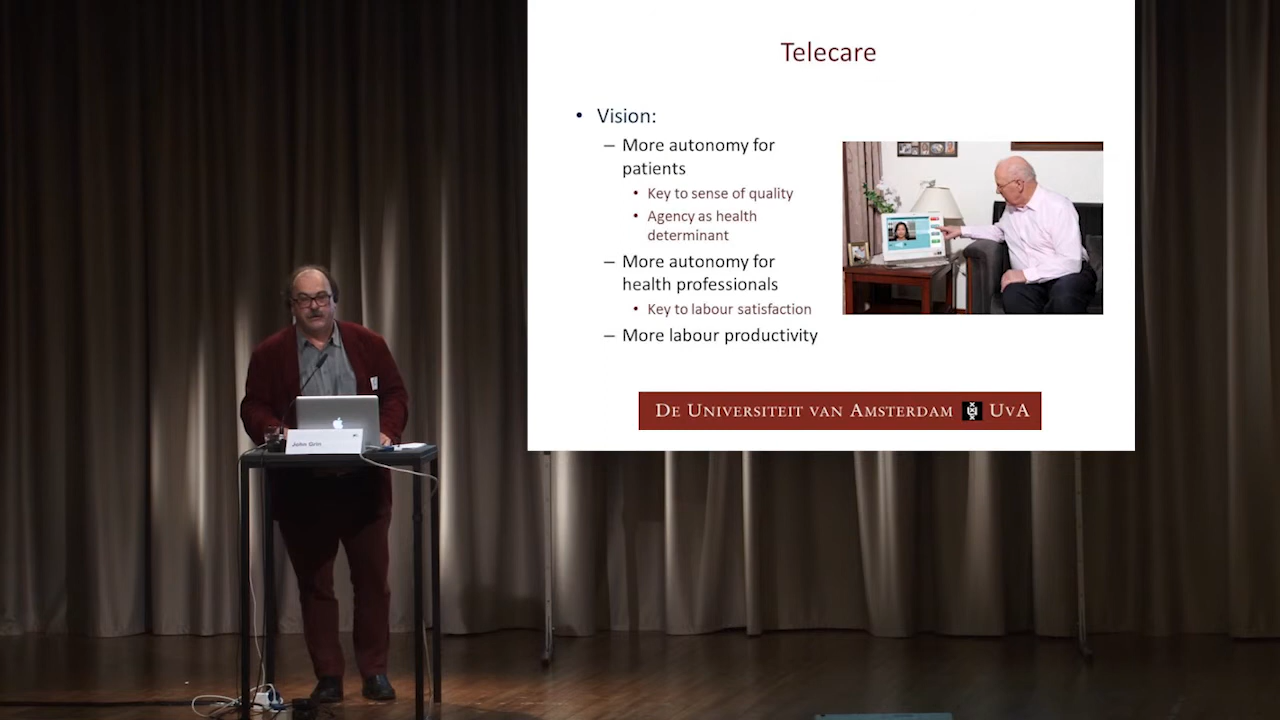 Telecare
• Vision:
– More autonomy for
patients
• Key to sense of quality
• Agency as health
determinant
– More autonomy for
health professionals
• Key to labour satisfaction
– More labour productivity
DE UNIVERSITEIT VAN AMSTERDAM UVA
John Grin